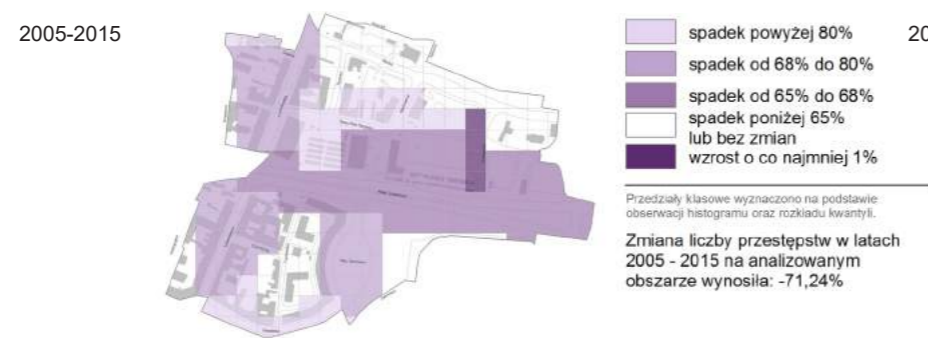 2005-2015
spadek powyżej 80%
20
spadek od 68% do 80%
spadek od 65% do 68%
spadek poniżej 65%
lub bez zmian
wzrost o co najmniej 1%
Przedziały klasowe wyznaczono na podstawie
obserwacji histogramu oraz rozkładu kwantyli.
Zmiana liczby przestępstw w latach
2005 - 2015 na analizowanym
obszarze wynosiła: -71,24%